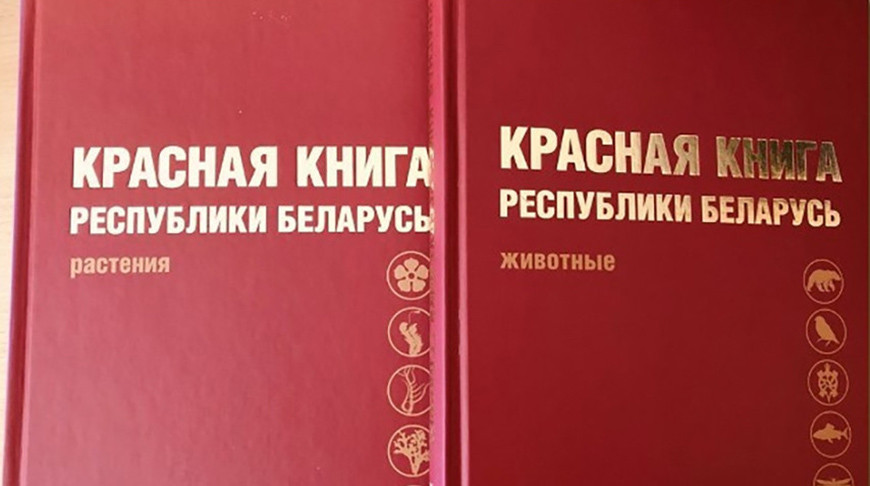 КРАСНАЯ КНИГА
РЕСПУБЛИКИ БЕЛАРУСЬ
растения
КРАСНАЯ КНИГА
РЕСПУБЛИКИ БЕЛАРУСЬ
животные